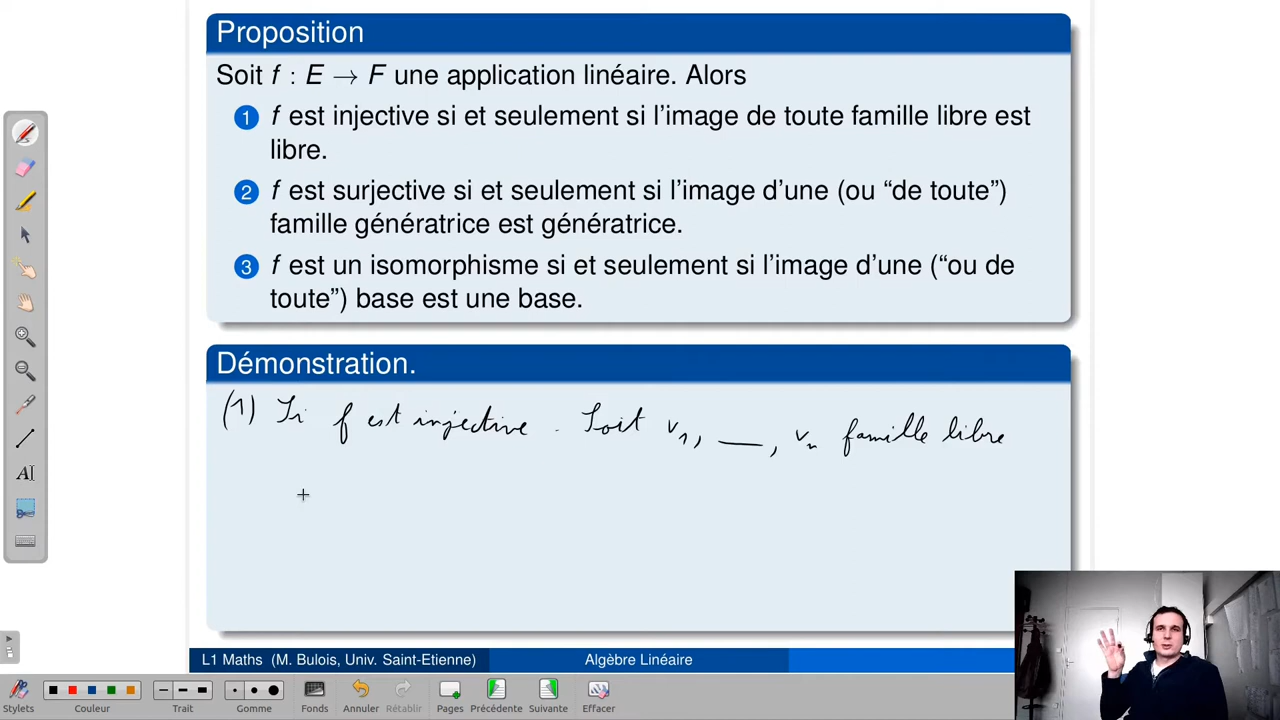 Proposition
Soit f : E → F une application linéaire. Alors
1 f est injective si et seulement si l'image de toute famille libre est
libre.
2 f est surjective si et seulement si l'image d'une (ou “de toute”)
famille génératrice est génératrice.
3 f est un isomorphisme si et seulement si l'image d'une (“ou de
toute”) base est une base.
Démonstration.
(1) Si f est injective. Soit v₁, __, vₙ famille libre
L1 Maths (M. Bulois, Univ. Saint-Etienne) Algèbre Linéaire
Stylets Couleur Trait Gomme Fonds Annuler Rétablir Pages Précédente Suivante Effacer